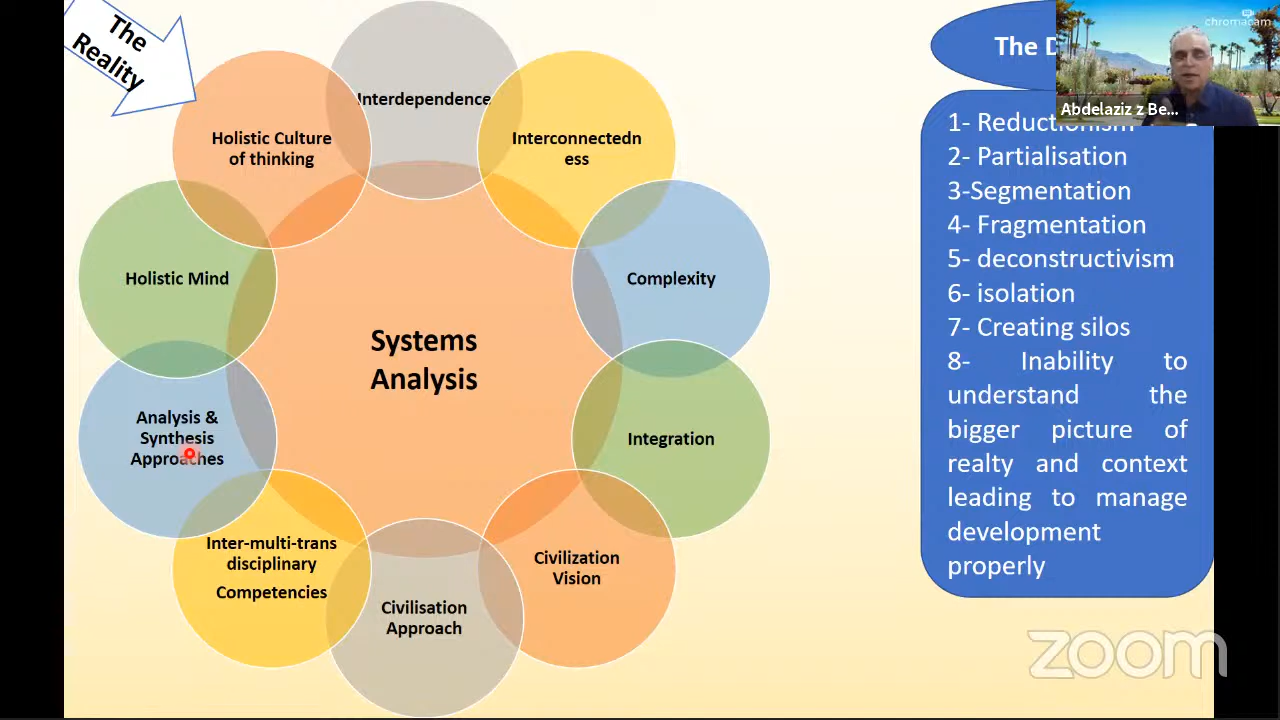 The
Reality
Interdependence
Holistic Culture
of thinking
Interconnectedn
ess
Holistic Mind
Complexity
Systems
Analysis
Analysis &
Synthesis
Approaches
Integration
Inter-multi-trans
disciplinary
Competencies
Civilization
Vision
Civilisation
Approach
The
chromacam
Abdelaziz z Be...
1- Reductionism
2- Partialisation
3-Segmentation
4- Fragmentation
5- deconstructivism
6- isolation
7- Creating silos
8- Inability to
understand the
bigger picture of
realty and context
leading to manage
development
properly
zoom